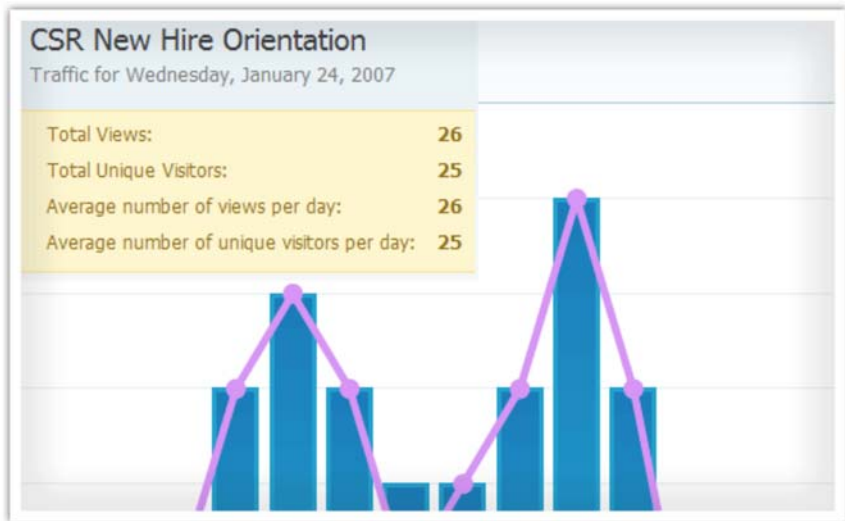 CSR New Hire Orientation
Traffic for Wednesday, January 24, 2007
Total Views: 26
Total Unique Visitors: 25
Average number of views per day: 26
Average number of unique visitors per day: 25